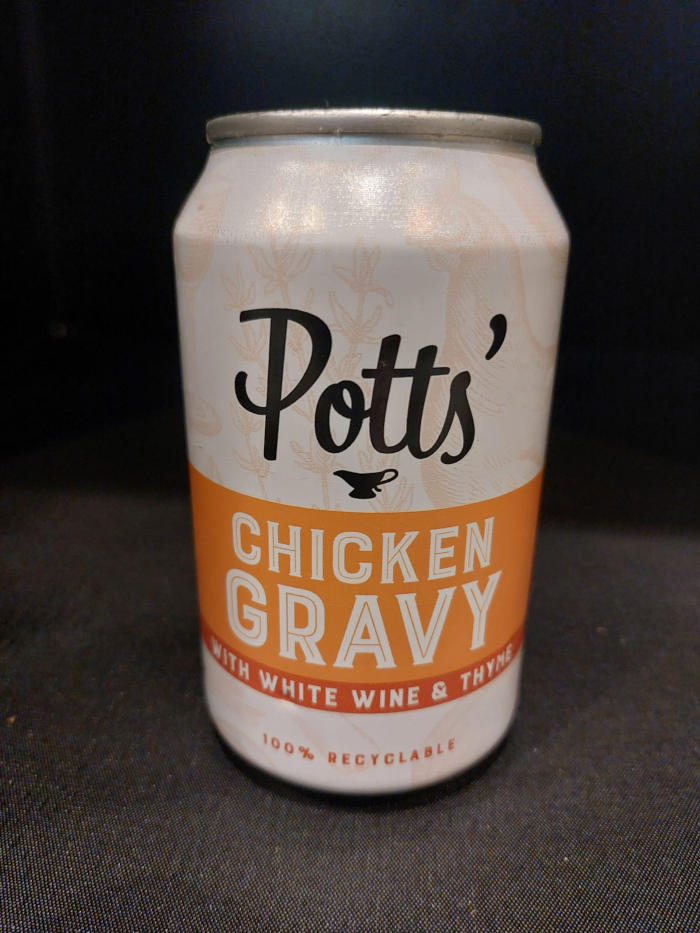 Potts'
CHICKEN
GRAVY
WITH WHITE WINE & THYME
100% RECYCLABLE